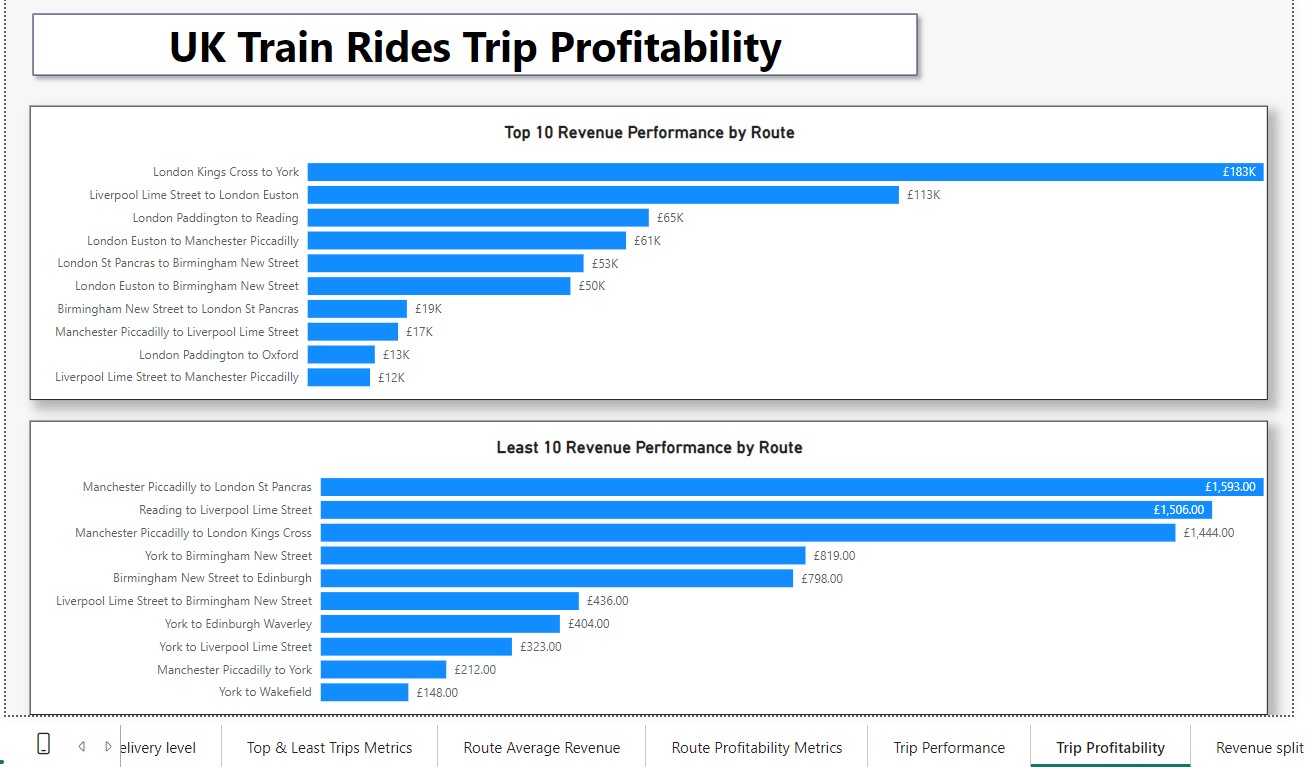 UK Train Rides Trip Profitability
Top 10 Revenue Performance by Route
London Kings Cross to York £183K
Liverpool Lime Street to London Euston £113K
London Paddington to Reading £65K
London Euston to Manchester Piccadilly £61K
London St Pancras to Birmingham New Street £53K
London Euston to Birmingham New Street £50K
Birmingham New Street to London St Pancras £19K
Manchester Piccadilly to Liverpool Lime Street £17K
London Paddington to Oxford £13K
Liverpool Lime Street to Manchester Piccadilly £12K
Least 10 Revenue Performance by Route
Manchester Piccadilly to London St Pancras £1,593.00
Reading to Liverpool Lime Street £1,506.00
Manchester Piccadilly to London Kings Cross £1,444.00
York to Birmingham New Street £819.00
Birmingham New Street to Edinburgh £798.00
Liverpool Lime Street to Birmingham New Street £436.00
York to Edinburgh Waverley £404.00
York to Liverpool Lime Street £323.00
Manchester Piccadilly to York £212.00
York to Wakefield £148.00
elivery level Top & Least Trips Metrics Route Average Revenue Route Profitability Metrics Trip Performance Trip Profitability Revenue split